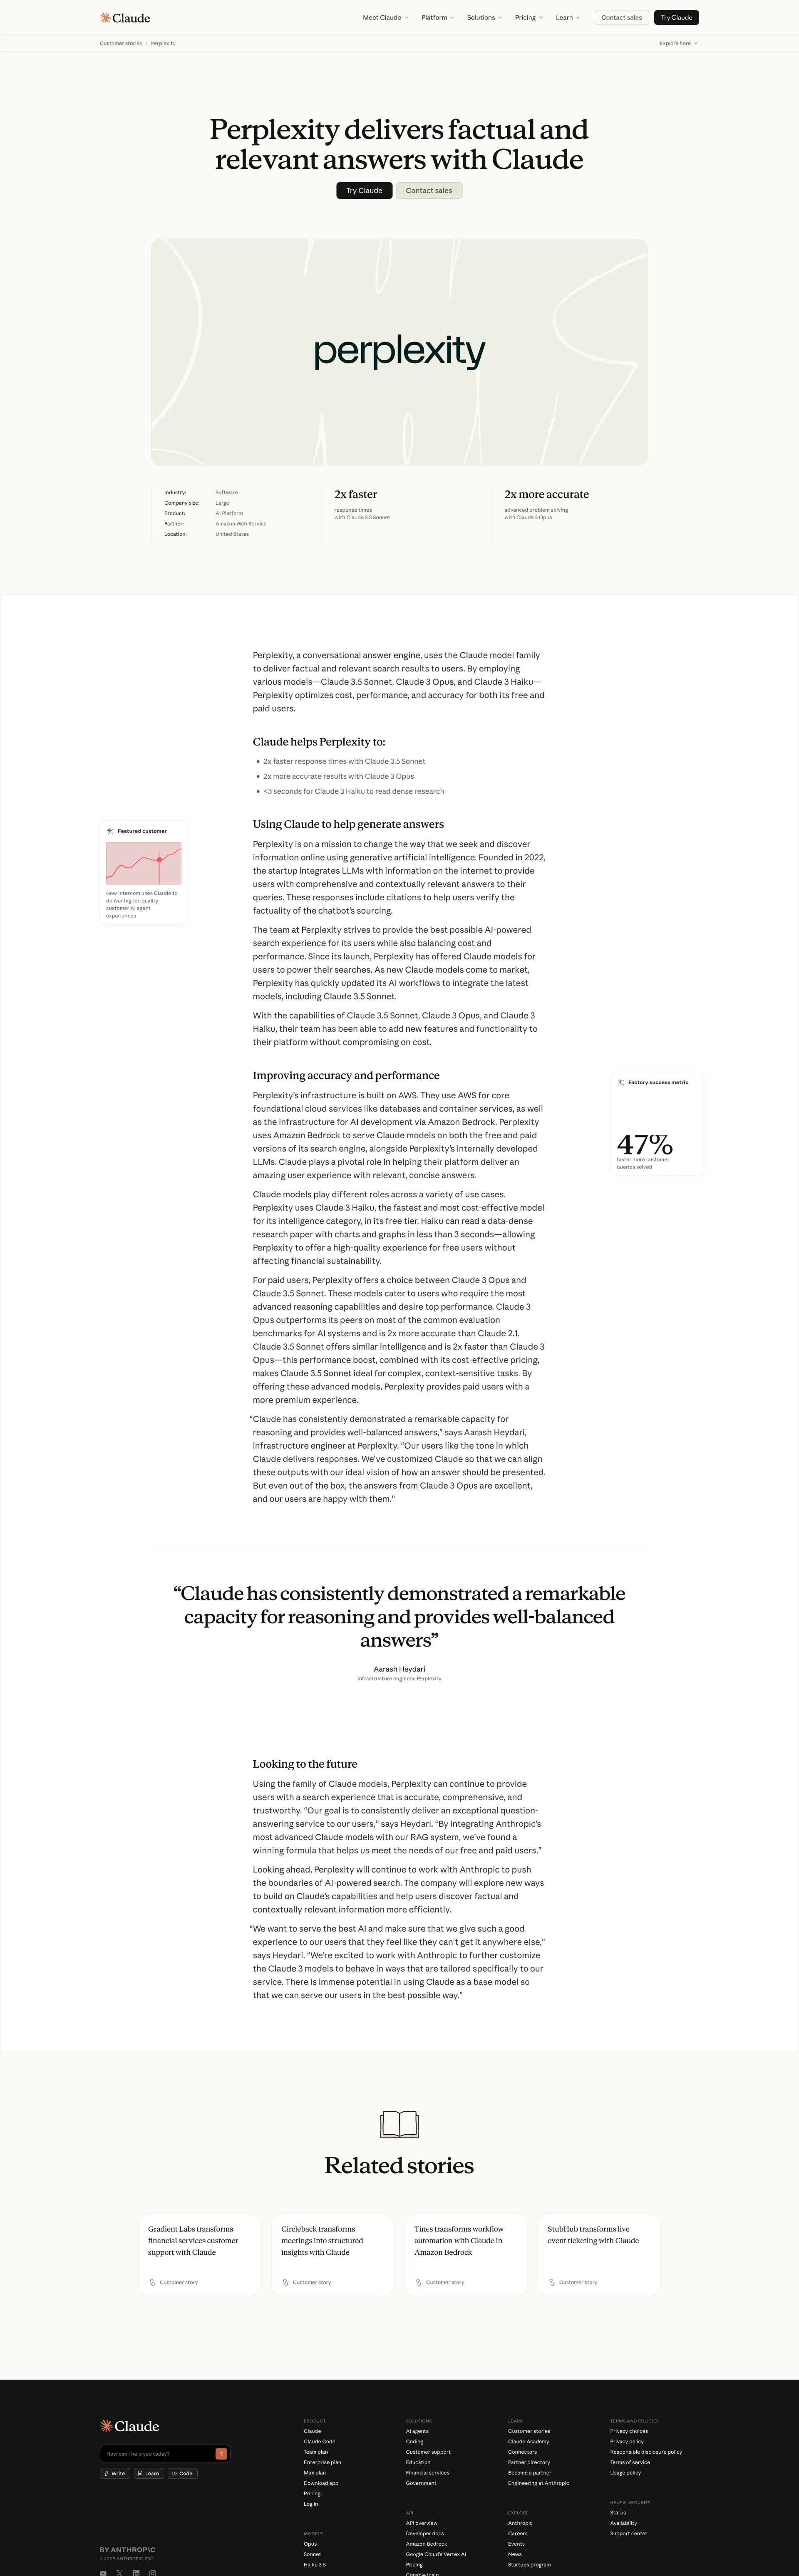 Claude
Meet Claude
Platform
Solutions
Pricing
Learn
Contact sales
Try Claude
Customer stories / Perplexity
Explore here
Perplexity delivers factual and
relevant answers with Claude
Try Claude
Contact sales
perplexity
Industry: Software
Company size: Large
Product: AI Platform
Partner: Amazon Web Service
Location: United States
2x faster
response times
with Claude 3.5 Sonnet
2x more accurate
advanced problem solving
with Claude 3 Opus
Perplexity, a conversational answer engine, uses the Claude model family
to deliver factual and relevant search results to users. By employing
various models—Claude 3.5 Sonnet, Claude 3 Opus, and Claude 3 Haiku—
Perplexity optimizes cost, performance, and accuracy for both its free and
paid users.
Claude helps Perplexity to:
• 2x faster response times with Claude 3.5 Sonnet
• 2x more accurate results with Claude 3 Opus
• <3 seconds for Claude 3 Haiku to read dense research
Featured customer
How Intercom uses Claude to
deliver higher-quality
customer AI agent
experiences
Using Claude to help generate answers
Perplexity is on a mission to change the way that we seek and discover
information online using generative artificial intelligence. Founded in 2022,
the startup integrates LLMs with information on the internet to provide
users with comprehensive and contextually relevant answers to their
queries. These responses include citations to help users verify the
factuality of the chatbot's sourcing.
The team at Perplexity strives to provide the best possible AI-powered
search experience for its users while also balancing cost and
performance. Since its launch, Perplexity has offered Claude models for
users to power their searches. As new Claude models come to market,
Perplexity has quickly updated its AI workflows to integrate the latest
models, including Claude 3.5 Sonnet.
With the capabilities of Claude 3.5 Sonnet, Claude 3 Opus, and Claude 3
Haiku, their team has been able to add new features and functionality to
their platform without compromising on cost.
Improving accuracy and performance
Factory success metric
47%
faster more customer
queries solved
Perplexity's infrastructure is built on AWS. They use AWS for core
foundational cloud services like databases and container services, as well
as the infrastructure for AI development via Amazon Bedrock. Perplexity
uses Amazon Bedrock to serve Claude models on both the free and paid
versions of its search engine, alongside Perplexity's internally developed
LLMs. Claude plays a pivotal role in helping their platform deliver an
amazing user experience with relevant, concise answers.
Claude models play different roles across a variety of use cases.
Perplexity uses Claude 3 Haiku, the fastest and most cost-effective model
for its intelligence category, in its free tier. Haiku can read a data-dense
research paper with charts and graphs in less than 3 seconds—allowing
Perplexity to offer a high-quality experience for free users without
affecting financial sustainability.
For paid users, Perplexity offers a choice between Claude 3 Opus and
Claude 3.5 Sonnet. These models cater to users who require the most
advanced reasoning capabilities and desire top performance. Claude 3
Opus outperforms its peers on most of the common evaluation
benchmarks for AI systems and is 2x more accurate than Claude 2.1.
Claude 3.5 Sonnet offers similar intelligence and is 2x faster than Claude 3
Opus—this performance boost, combined with its cost-effective pricing,
makes Claude 3.5 Sonnet ideal for complex, context-sensitive tasks. By
offering these advanced models, Perplexity provides paid users with a
more premium experience.
“Claude has consistently demonstrated a remarkable capacity for
reasoning and provides well-balanced answers,” says Aarash Heydari,
infrastructure engineer at Perplexity. “Our users like the tone in which
Claude delivers responses. We've customized Claude so that we can align
these outputs with our ideal vision of how an answer should be presented.
But even out of the box, the answers from Claude 3 Opus are excellent,
and our users are happy with them.”
“Claude has consistently demonstrated a remarkable
capacity for reasoning and provides well-balanced
answers”
Aarash Heydari
Infrastructure engineer, Perplexity
Looking to the future
Using the family of Claude models, Perplexity can continue to provide
users with a search experience that is accurate, comprehensive, and
trustworthy. “Our goal is to consistently deliver an exceptional question-
answering service to our users,” says Heydari. “By integrating Anthropic's
most advanced Claude models with our RAG system, we've found a
winning formula that helps us meet the needs of our free and paid users.”
Looking ahead, Perplexity will continue to work with Anthropic to push
the boundaries of AI-powered search. The company will explore new ways
to build on Claude's capabilities and help users discover factual and
contextually relevant information more efficiently.
“We want to serve the best AI and make sure that we give such a good
experience to our users that they feel like they can't get it anywhere else,”
says Heydari. “We're excited to work with Anthropic to further customize
the Claude 3 models to behave in ways that are tailored specifically to our
service. There is immense potential in using Claude as a base model so
that we can serve our users in the best possible way.”
Related stories
Gradient Labs transforms
financial services customer
support with Claude
Customer story
Circleback transforms
meetings into structured
insights with Claude
Customer story
Tines transforms workflow
automation with Claude in
Amazon Bedrock
Customer story
StubHub transforms live
event ticketing with Claude
Customer story
Claude
How can I help you today?
Write
Learn
Code
BY ANTHROP\C
© 2025 ANTHROPIC PBC
PRODUCT
Claude
Claude Code
Team plan
Enterprise plan
Max plan
Download app
Pricing
Log in
MODELS
Opus
Sonnet
Haiku 3.5
SOLUTIONS
AI agents
Coding
Customer support
Education
Financial services
Government
API
API overview
Developer docs
Amazon Bedrock
Google Cloud's Vertex AI
Pricing
Console login
LEARN
Customer stories
Claude Academy
Connectors
Partner directory
Become a partner
Engineering at Anthropic
EXPLORE
Anthropic
Careers
Events
News
Startups program
TERMS AND POLICIES
Privacy choices
Privacy policy
Responsible disclosure policy
Terms of service
Usage policy
HELP & SECURITY
Status
Availability
Support center